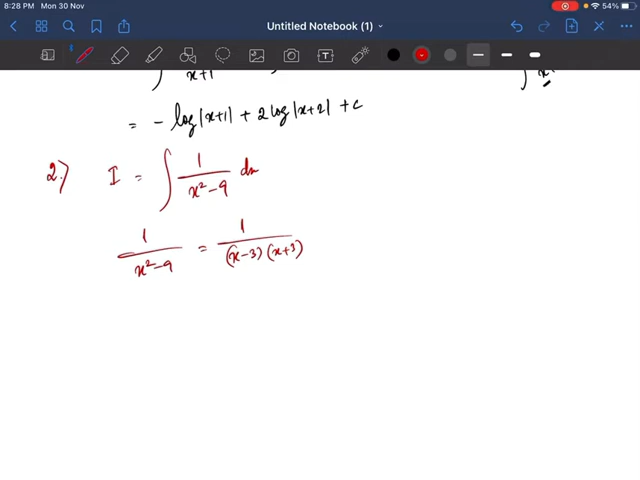 8:28 PM Mon 30 Nov 54%
Untitled Notebook (1)
∫ x+1
= - log|x+1| + 2 log|x+2| + c
2.) I = ∫ 1/(x² - 9) dx
1/(x² - 9) = 1/((x-3)(x+3))